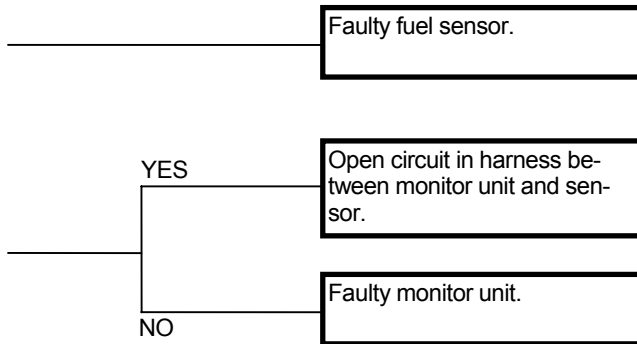 Faulty fuel sensor.
YES
Open circuit in harness be-
tween monitor unit and sen-
sor.
Faulty monitor unit.
NO